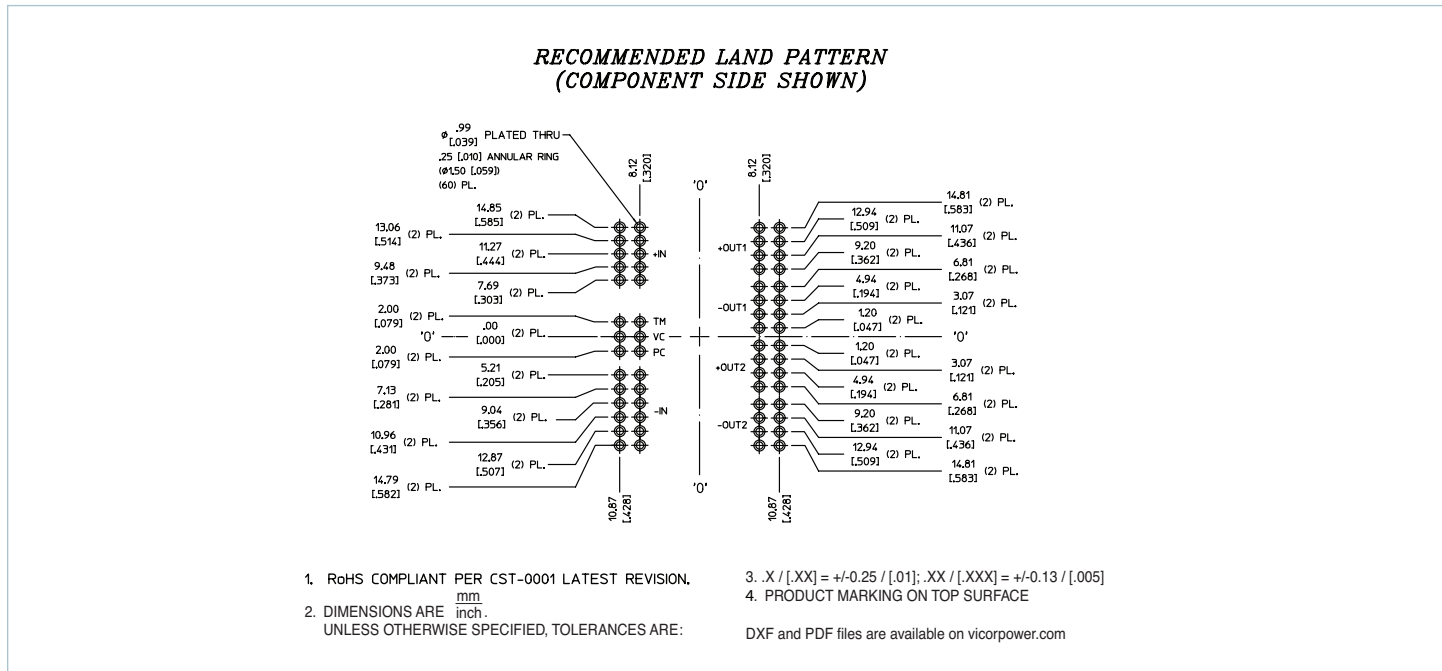 RECOMMENDED LAND PATTERN
(COMPONENT SIDE SHOWN)
ø .99 [.039] PLATED THRU
.25 [.010] ANNULAR RING
(ø1.50 [.059])
(60) PL.
8.12 [.320]
8.12 [.320]
'0'
14.85 [.585] (2) PL.
13.06 [.514] (2) PL.
11.27 [.444] (2) PL.
9.48 [.373] (2) PL.
7.69 [.303] (2) PL.
2.00 [.079] (2) PL.
'0'
.00 [.000] (2) PL.
2.00 [.079] (2) PL.
5.21 [.205] (2) PL.
7.13 [.281] (2) PL.
9.04 [.356] (2) PL.
10.96 [.431] (2) PL.
12.87 [.507] (2) PL.
14.79 [.582] (2) PL.
+IN
TM
VC
PC
-IN
10.87 [.428]
'0'
+OUT1
-OUT1
+OUT2
-OUT2
10.87 [.428]
14.81 [.583] (2) PL.
12.94 [.509] (2) PL.
11.07 [.436] (2) PL.
9.20 [.362] (2) PL.
6.81 [.268] (2) PL.
4.94 [.194] (2) PL.
3.07 [.121] (2) PL.
1.20 [.047] (2) PL.
'0'
1.20 [.047] (2) PL.
3.07 [.121] (2) PL.
4.94 [.194] (2) PL.
6.81 [.268] (2) PL.
9.20 [.362] (2) PL.
11.07 [.436] (2) PL.
12.94 [.509] (2) PL.
14.81 [.583] (2) PL.
1. RoHS COMPLIANT PER CST-0001 LATEST REVISION.
2. DIMENSIONS ARE mm / inch.
UNLESS OTHERWISE SPECIFIED, TOLERANCES ARE:
3. .X / [.XX] = +/-0.25 / [.01]; .XX / [.XXX] = +/-0.13 / [.005]
4. PRODUCT MARKING ON TOP SURFACE
DXF and PDF files are available on vicorpower.com